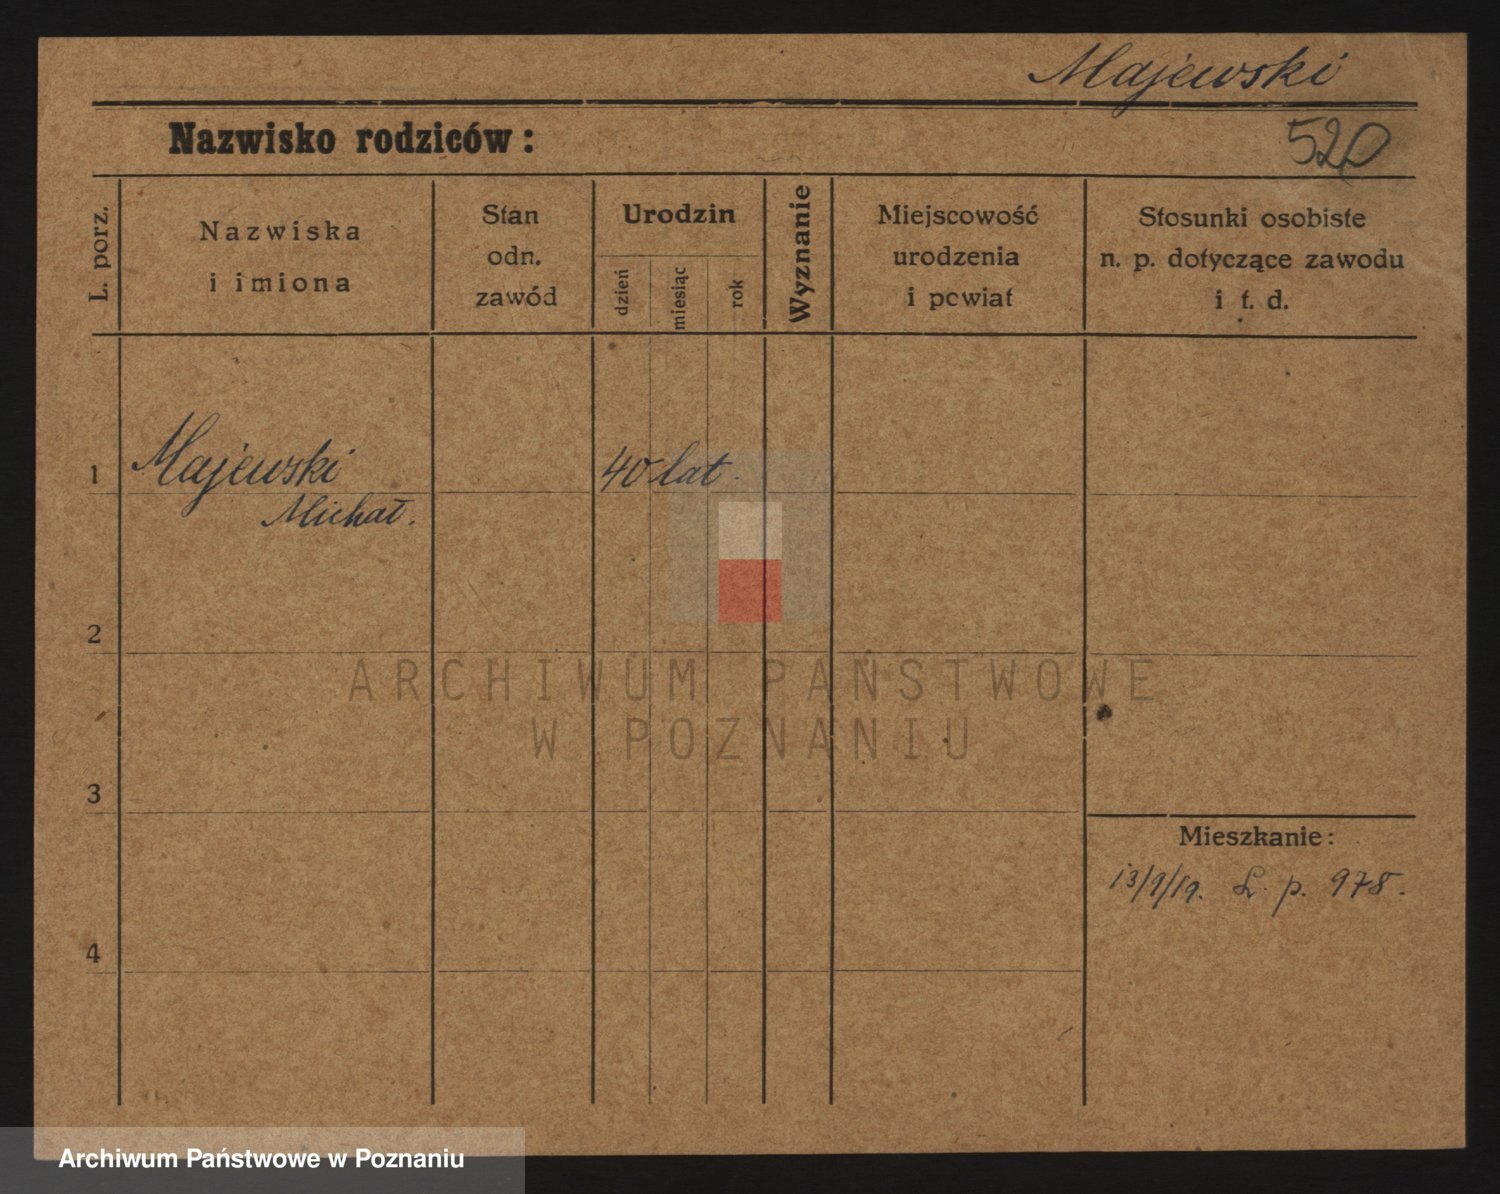 Majewski
Nazwisko rodziców:
520
L. porz.
Nazwiska
i imiona
Stan
odn.
zawód
Urodzin
dzień
miesiąc
rok
Wyznanie
Miejscowość
urodzenia
i powiat
Stosunki osobiste
n. p. dotyczące zawodu
i t. d.
1
Majewski
Michał.
40 lat.
2
ARCHIWUM PAŃSTWOWE
W POZNANIU
3
Mieszkanie:
13/9/19. L. p. 978.
4
Archiwum Państwowe w Poznaniu